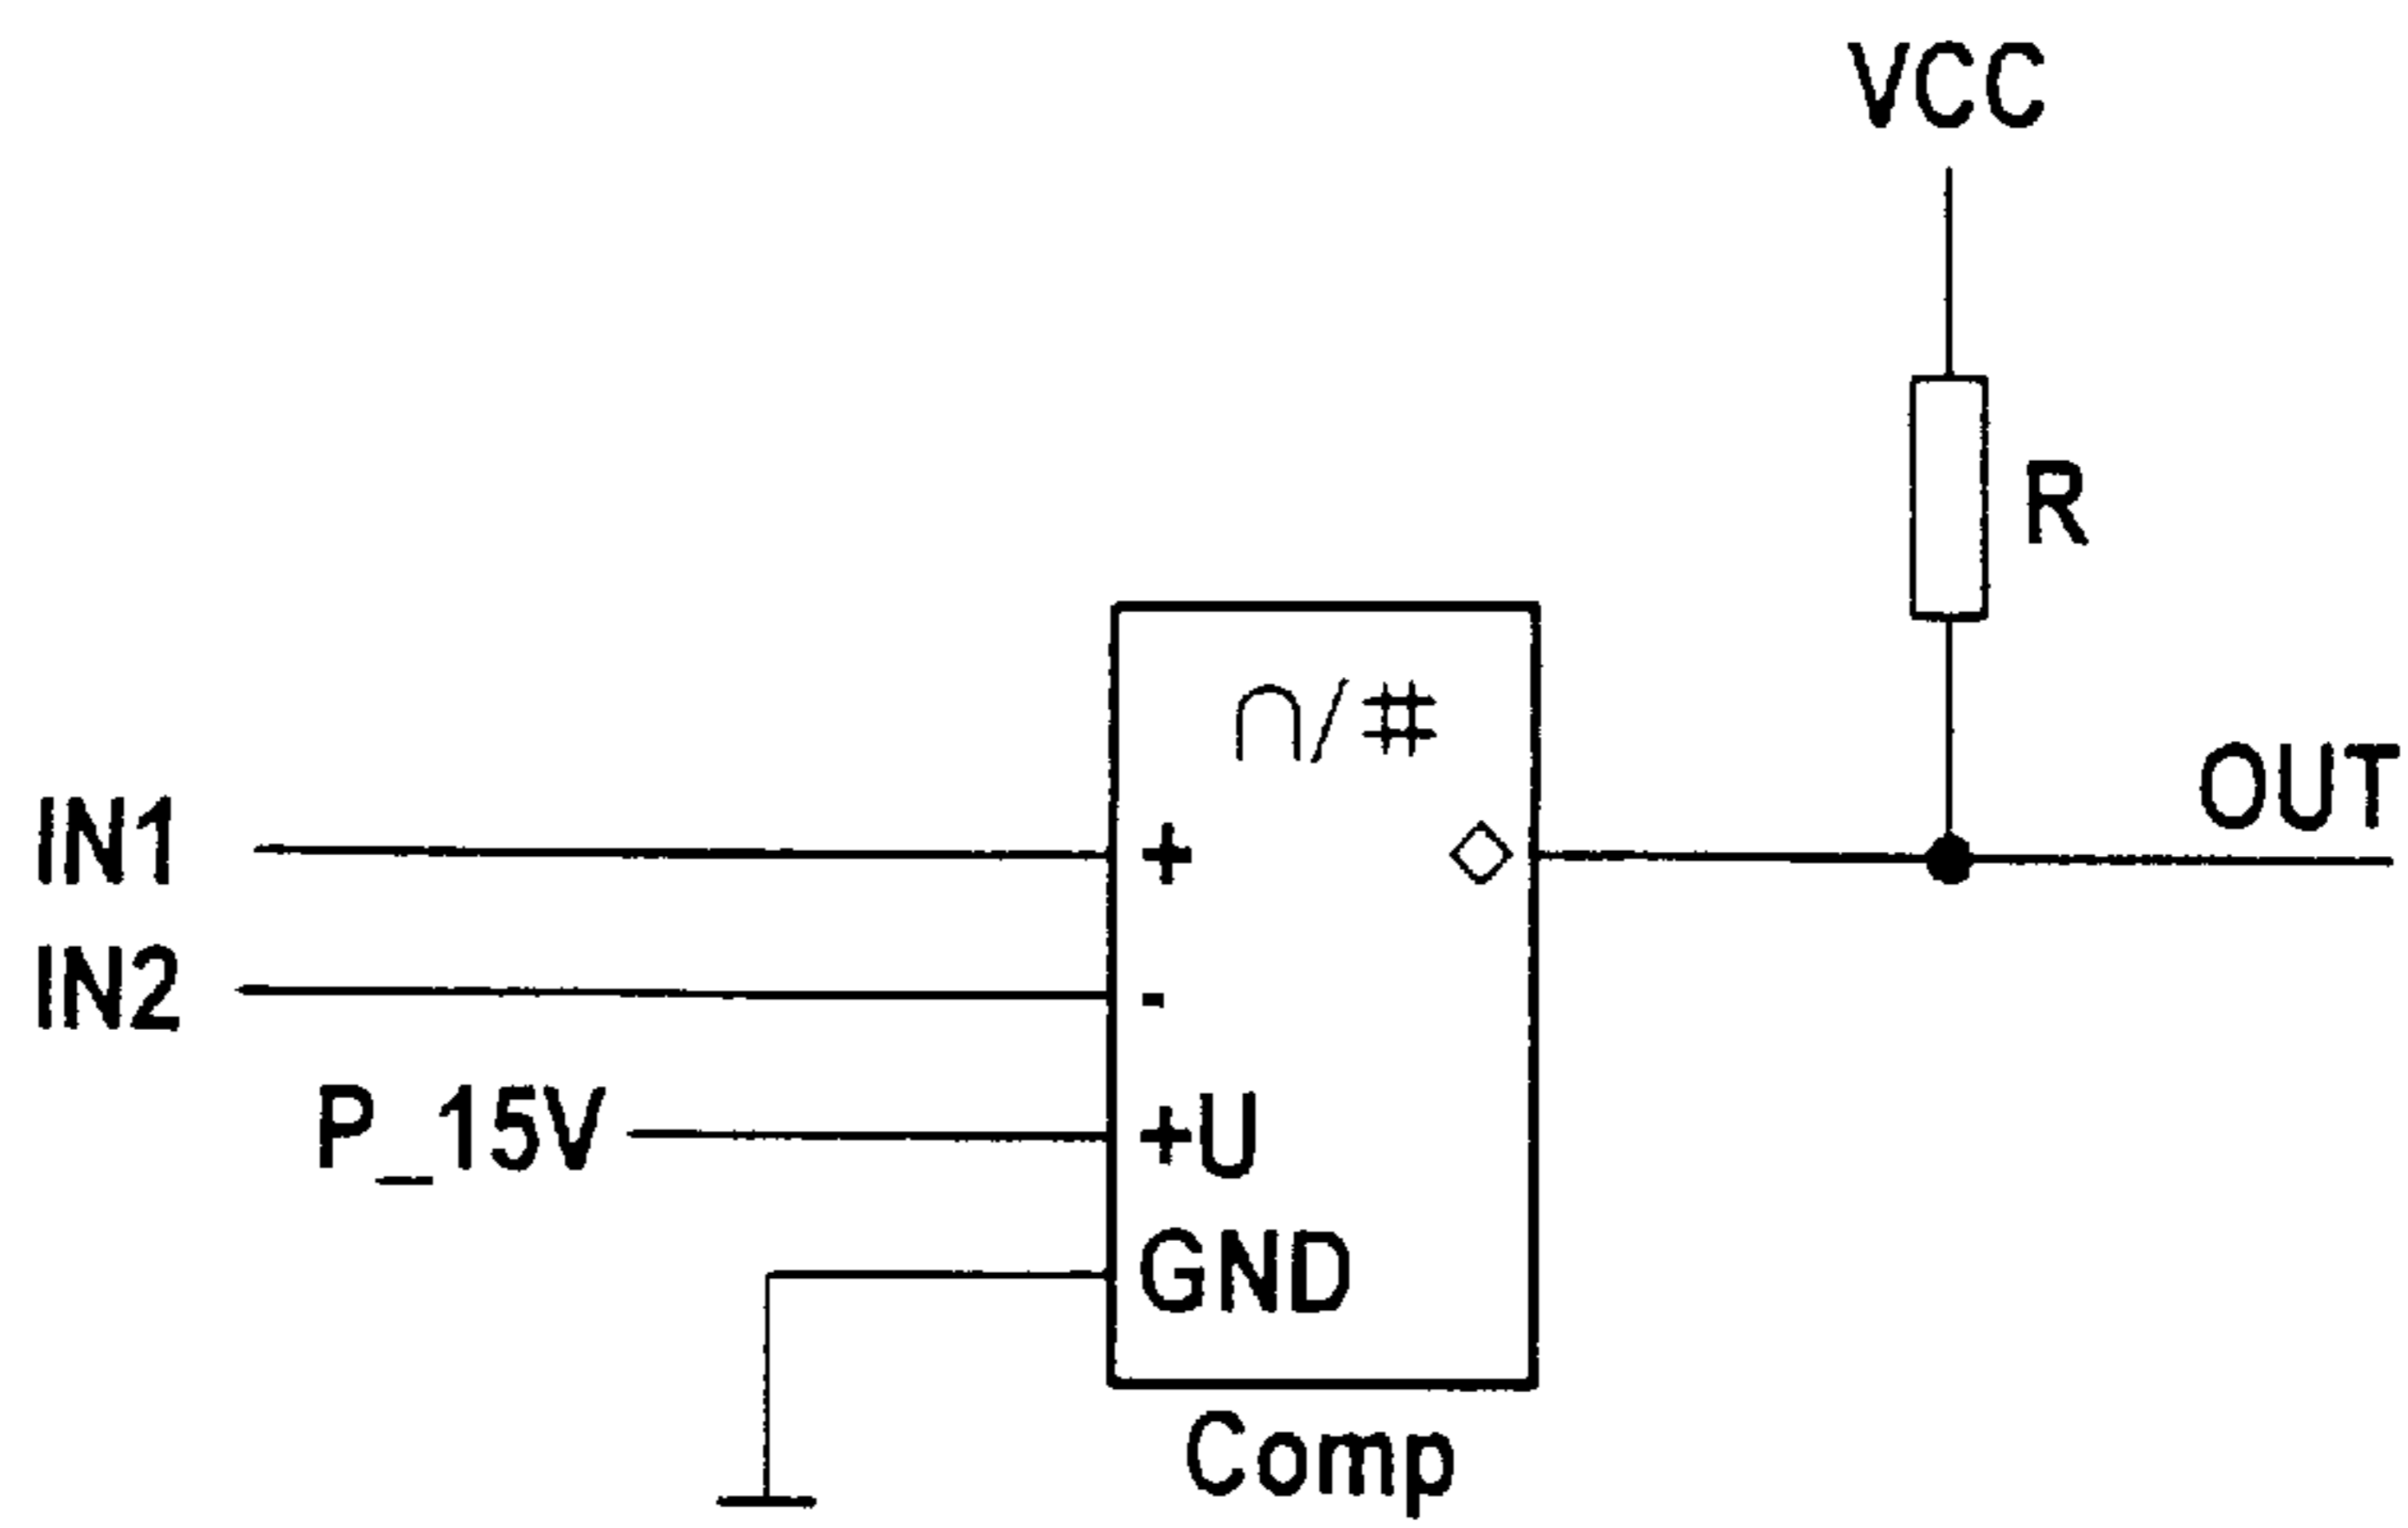 VCC
R
∩/#
OUT
IN1
+
IN2
-
P_15V
+U
GND
Comp